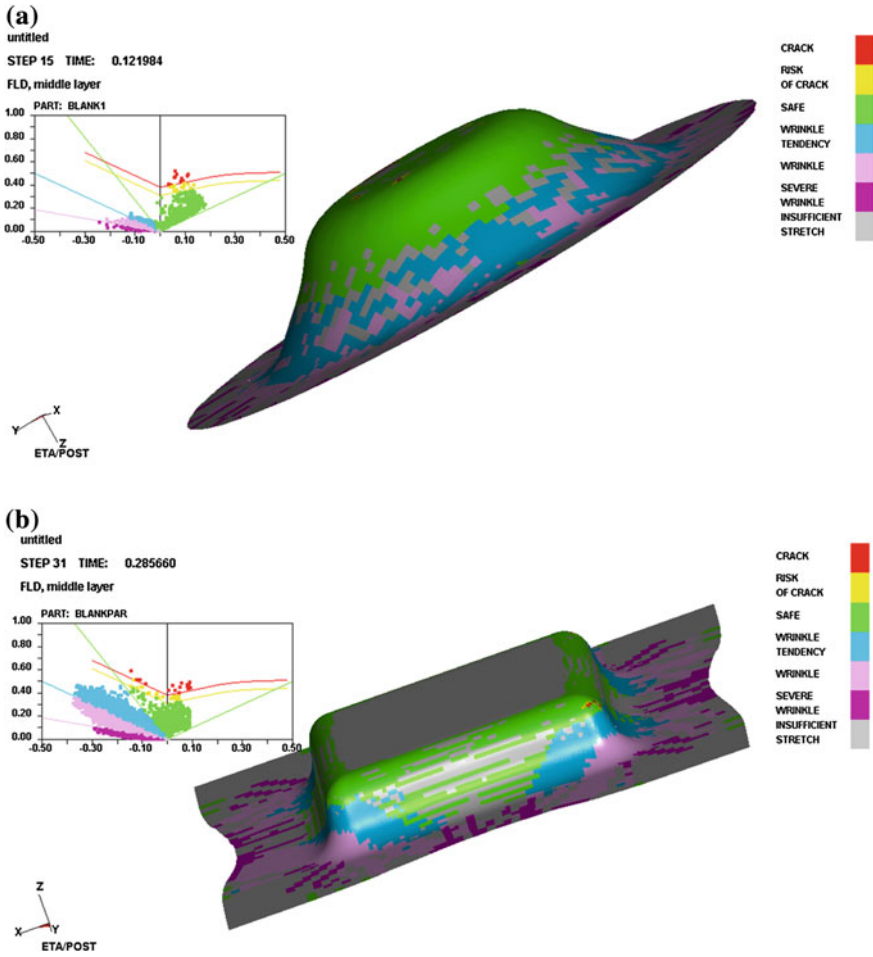 (a)
untitled
STEP 15 TIME: 0.121984
FLD, middle layer
PART: BLANK1
1.00
0.80
0.60
0.40
0.20
0.00
-0.50 -0.30 -0.10 0.10 0.30 0.50
CRACK
RISK
OF CRACK
SAFE
WRINKLE
TENDENCY
WRINKLE
SEVERE
WRINKLE
INSUFFICIENT
STRETCH
X
Y
Z
ETA/POST
(b)
untitled
STEP 31 TIME: 0.285660
FLD, middle layer
PART: BLANKPAR
1.00
0.80
0.60
0.40
0.20
0.00
-0.50 -0.30 -0.10 0.10 0.30 0.50
CRACK
RISK
OF CRACK
SAFE
WRINKLE
TENDENCY
WRINKLE
SEVERE
WRINKLE
INSUFFICIENT
STRETCH
Z
X
Y
ETA/POST